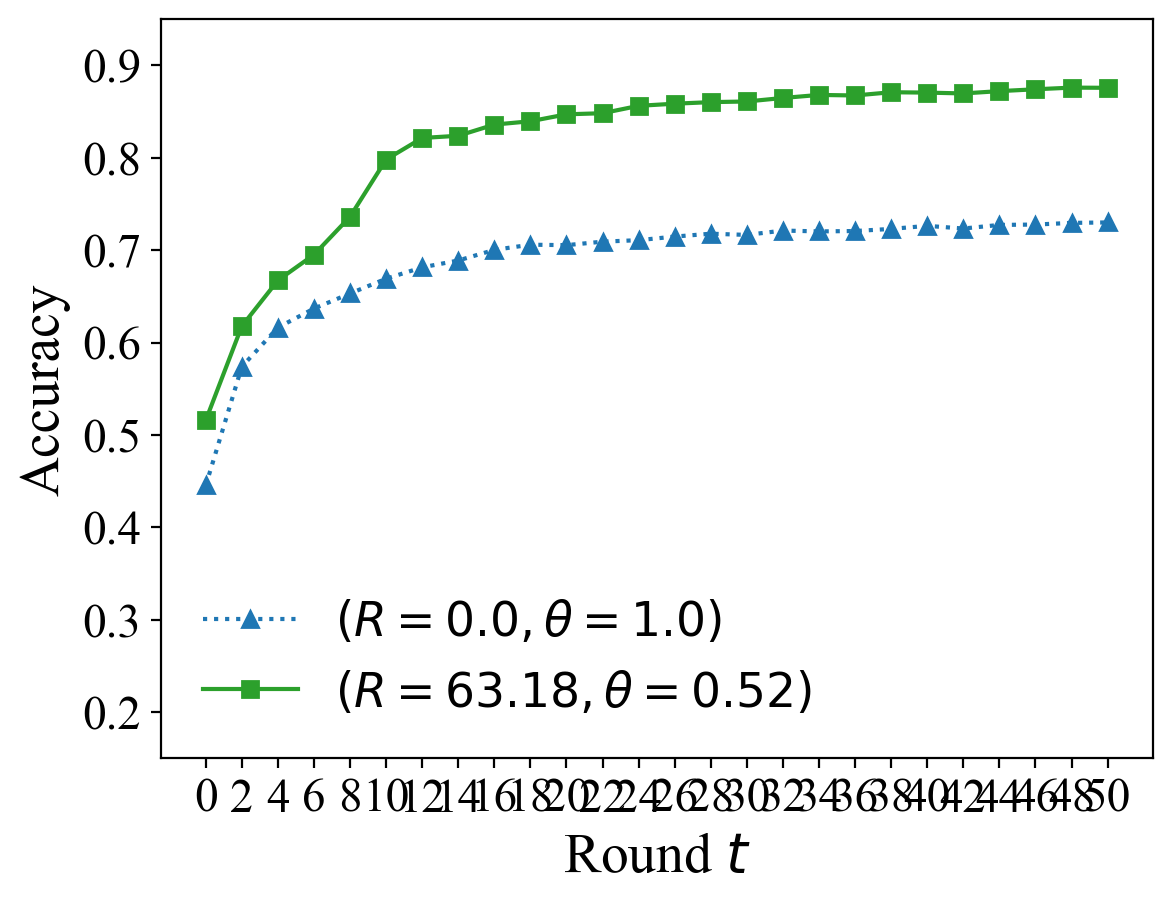 0.9
0.8
0.7
0.6
0.5
0.4
0.3
0.2
Accuracy
(R = 0.0, θ = 1.0)
(R = 63.18, θ = 0.52)
0 2 4 6 8 10 12 14 16 18 20 22 24 26 28 30 32 34 36 38 40 42 44 46 48 50
Round t